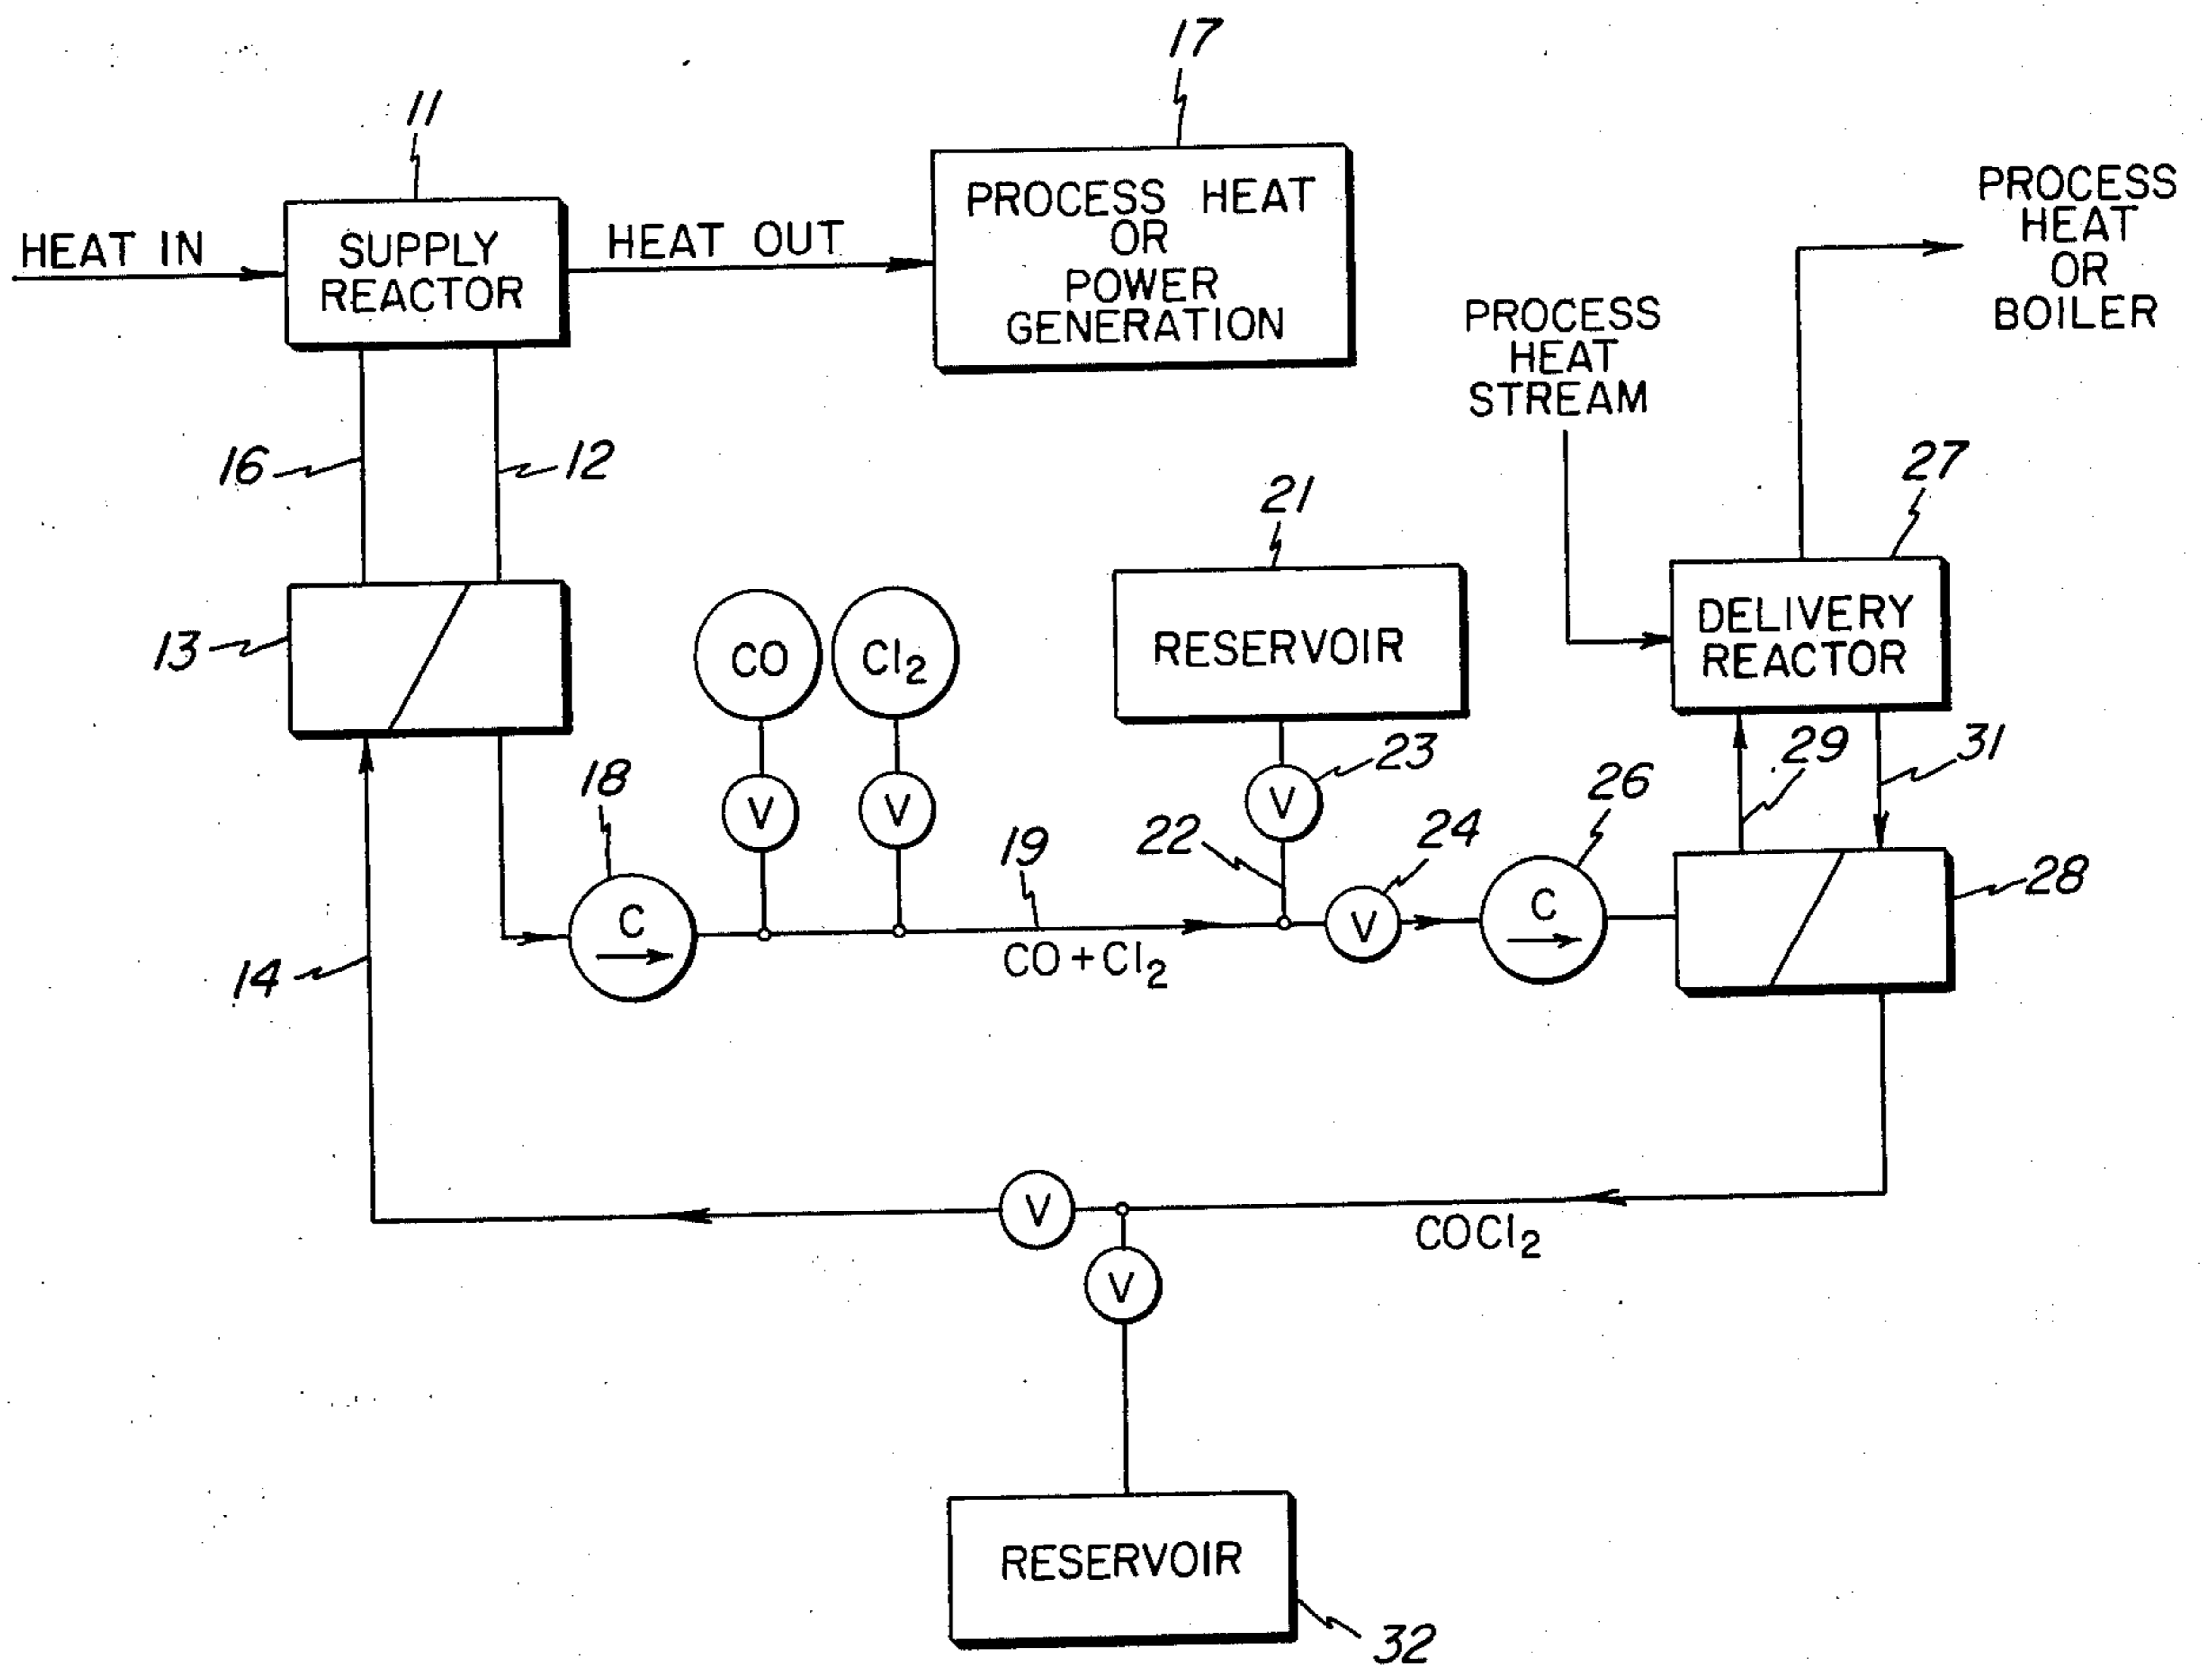 17
11
HEAT IN
SUPPLY
REACTOR
HEAT OUT
PROCESS HEAT
OR
POWER
GENERATION
PROCESS
HEAT
OR
BOILER
PROCESS
HEAT
STREAM
16
12
21
27
13
CO
Cl2
RESERVOIR
DELIVERY
REACTOR
18
V
V
V
23
29
31
26
19
22
24
28
C
V
C
14
CO + Cl2
V
COCl2
V
RESERVOIR
32